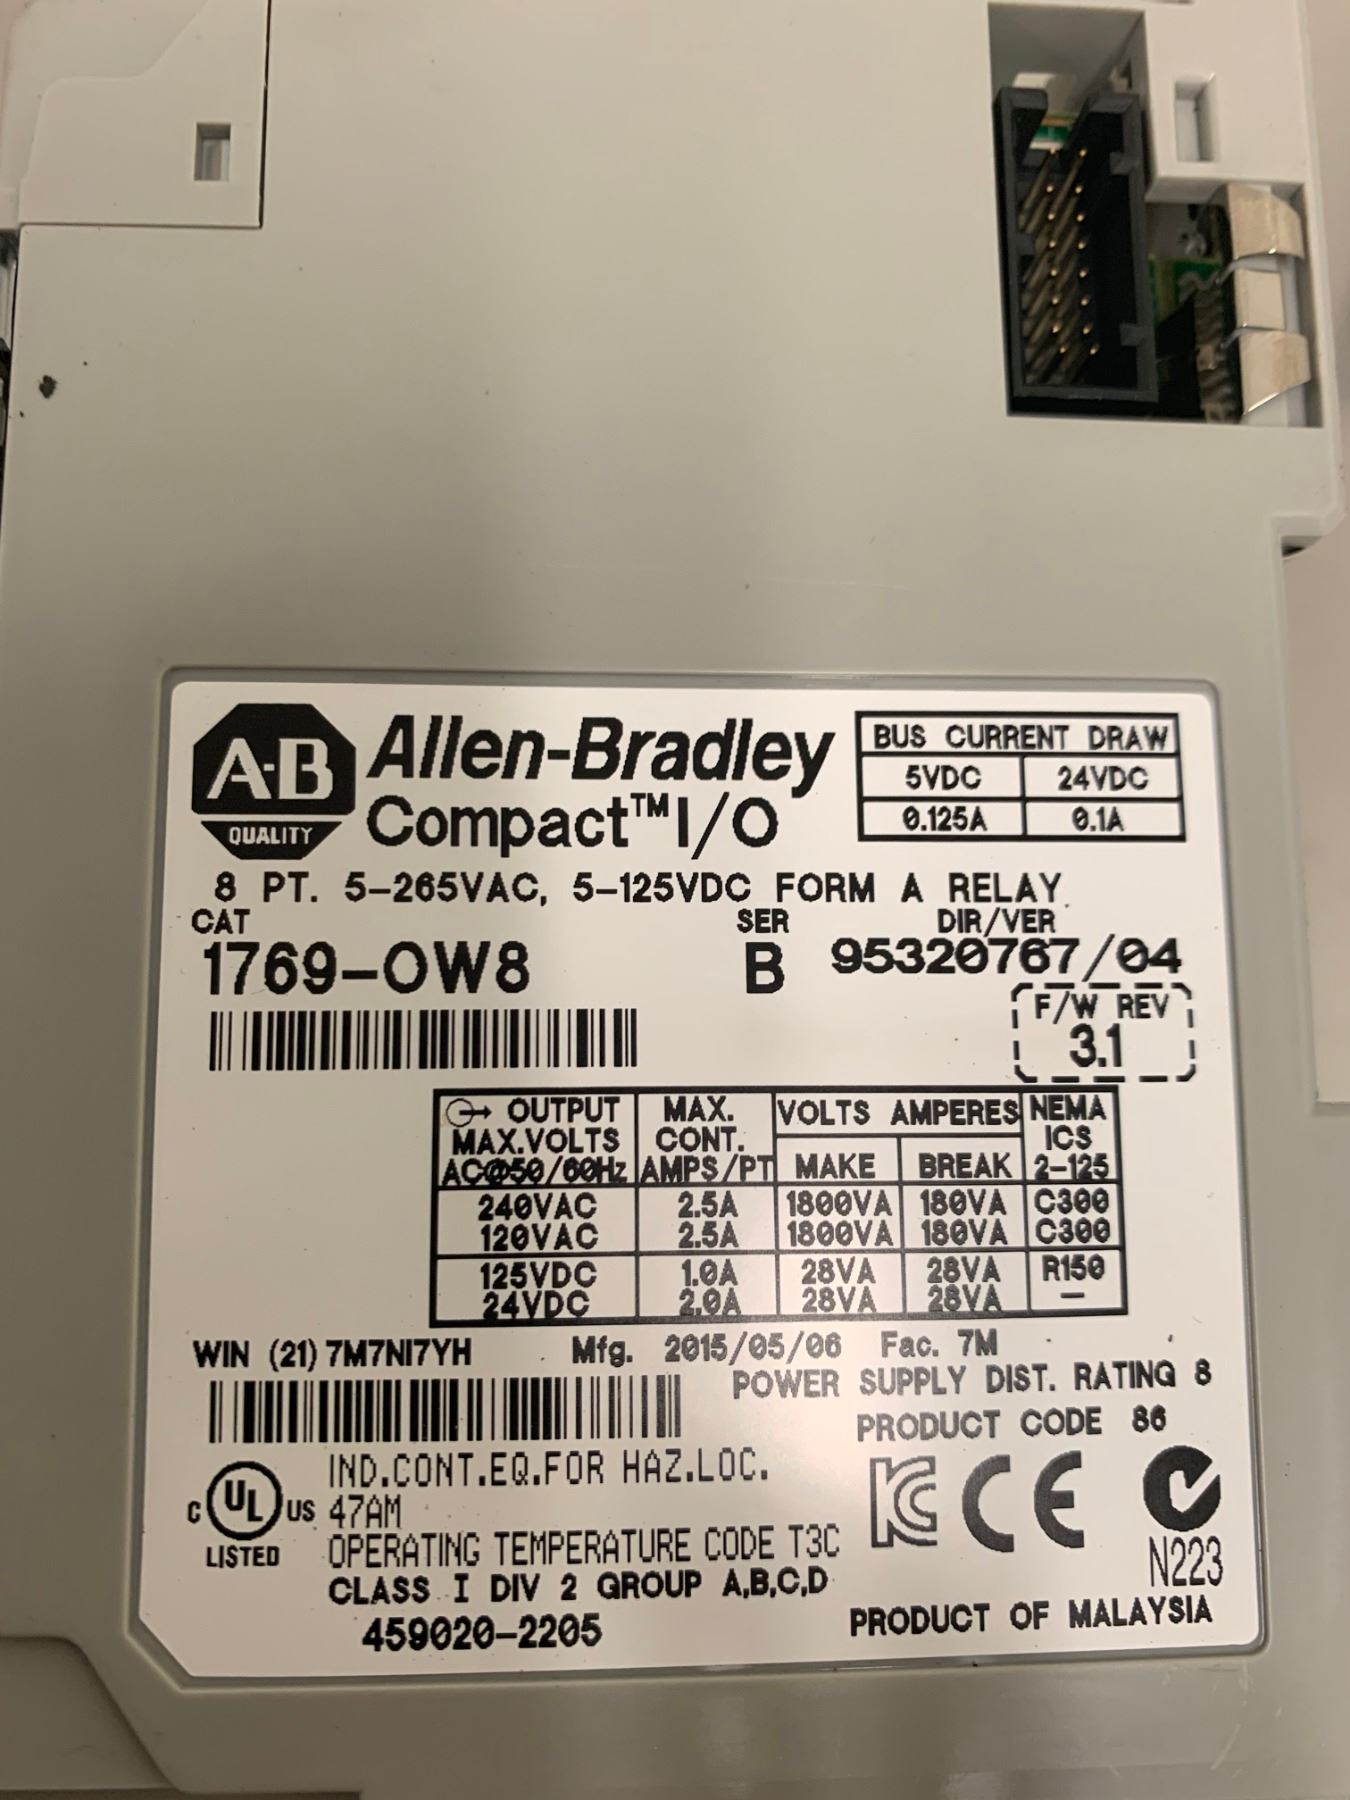 A-B
QUALITY
Allen-Bradley
Compact™ I/O
BUS CURRENT DRAW
5VDC 24VDC
0.125A 0.1A
8 PT. 5-265VAC, 5-125VDC FORM A RELAY
CAT SER DIR/VER
1769-OW8 B 95320767/04
F/W REV
3.1
OUTPUT MAX. VOLTS AMPERES NEMA
MAX.VOLTS CONT. ICS
AC@50/60Hz AMPS/PT MAKE BREAK 2-125
240VAC 2.5A 1800VA 180VA C300
120VAC 2.5A 1800VA 180VA C300
125VDC 1.0A 28VA 28VA R150
24VDC 2.0A 28VA 28VA —
WIN (21) 7M7NI7YH Mfg. 2015/05/06 Fac. 7M
POWER SUPPLY DIST. RATING 8
PRODUCT CODE 86
IND.CONT.EQ.FOR HAZ.LOC.
C UL US 47AM
LISTED OPERATING TEMPERATURE CODE T3C
CLASS I DIV 2 GROUP A,B,C,D
459020-2205
KC CE
N223
PRODUCT OF MALAYSIA